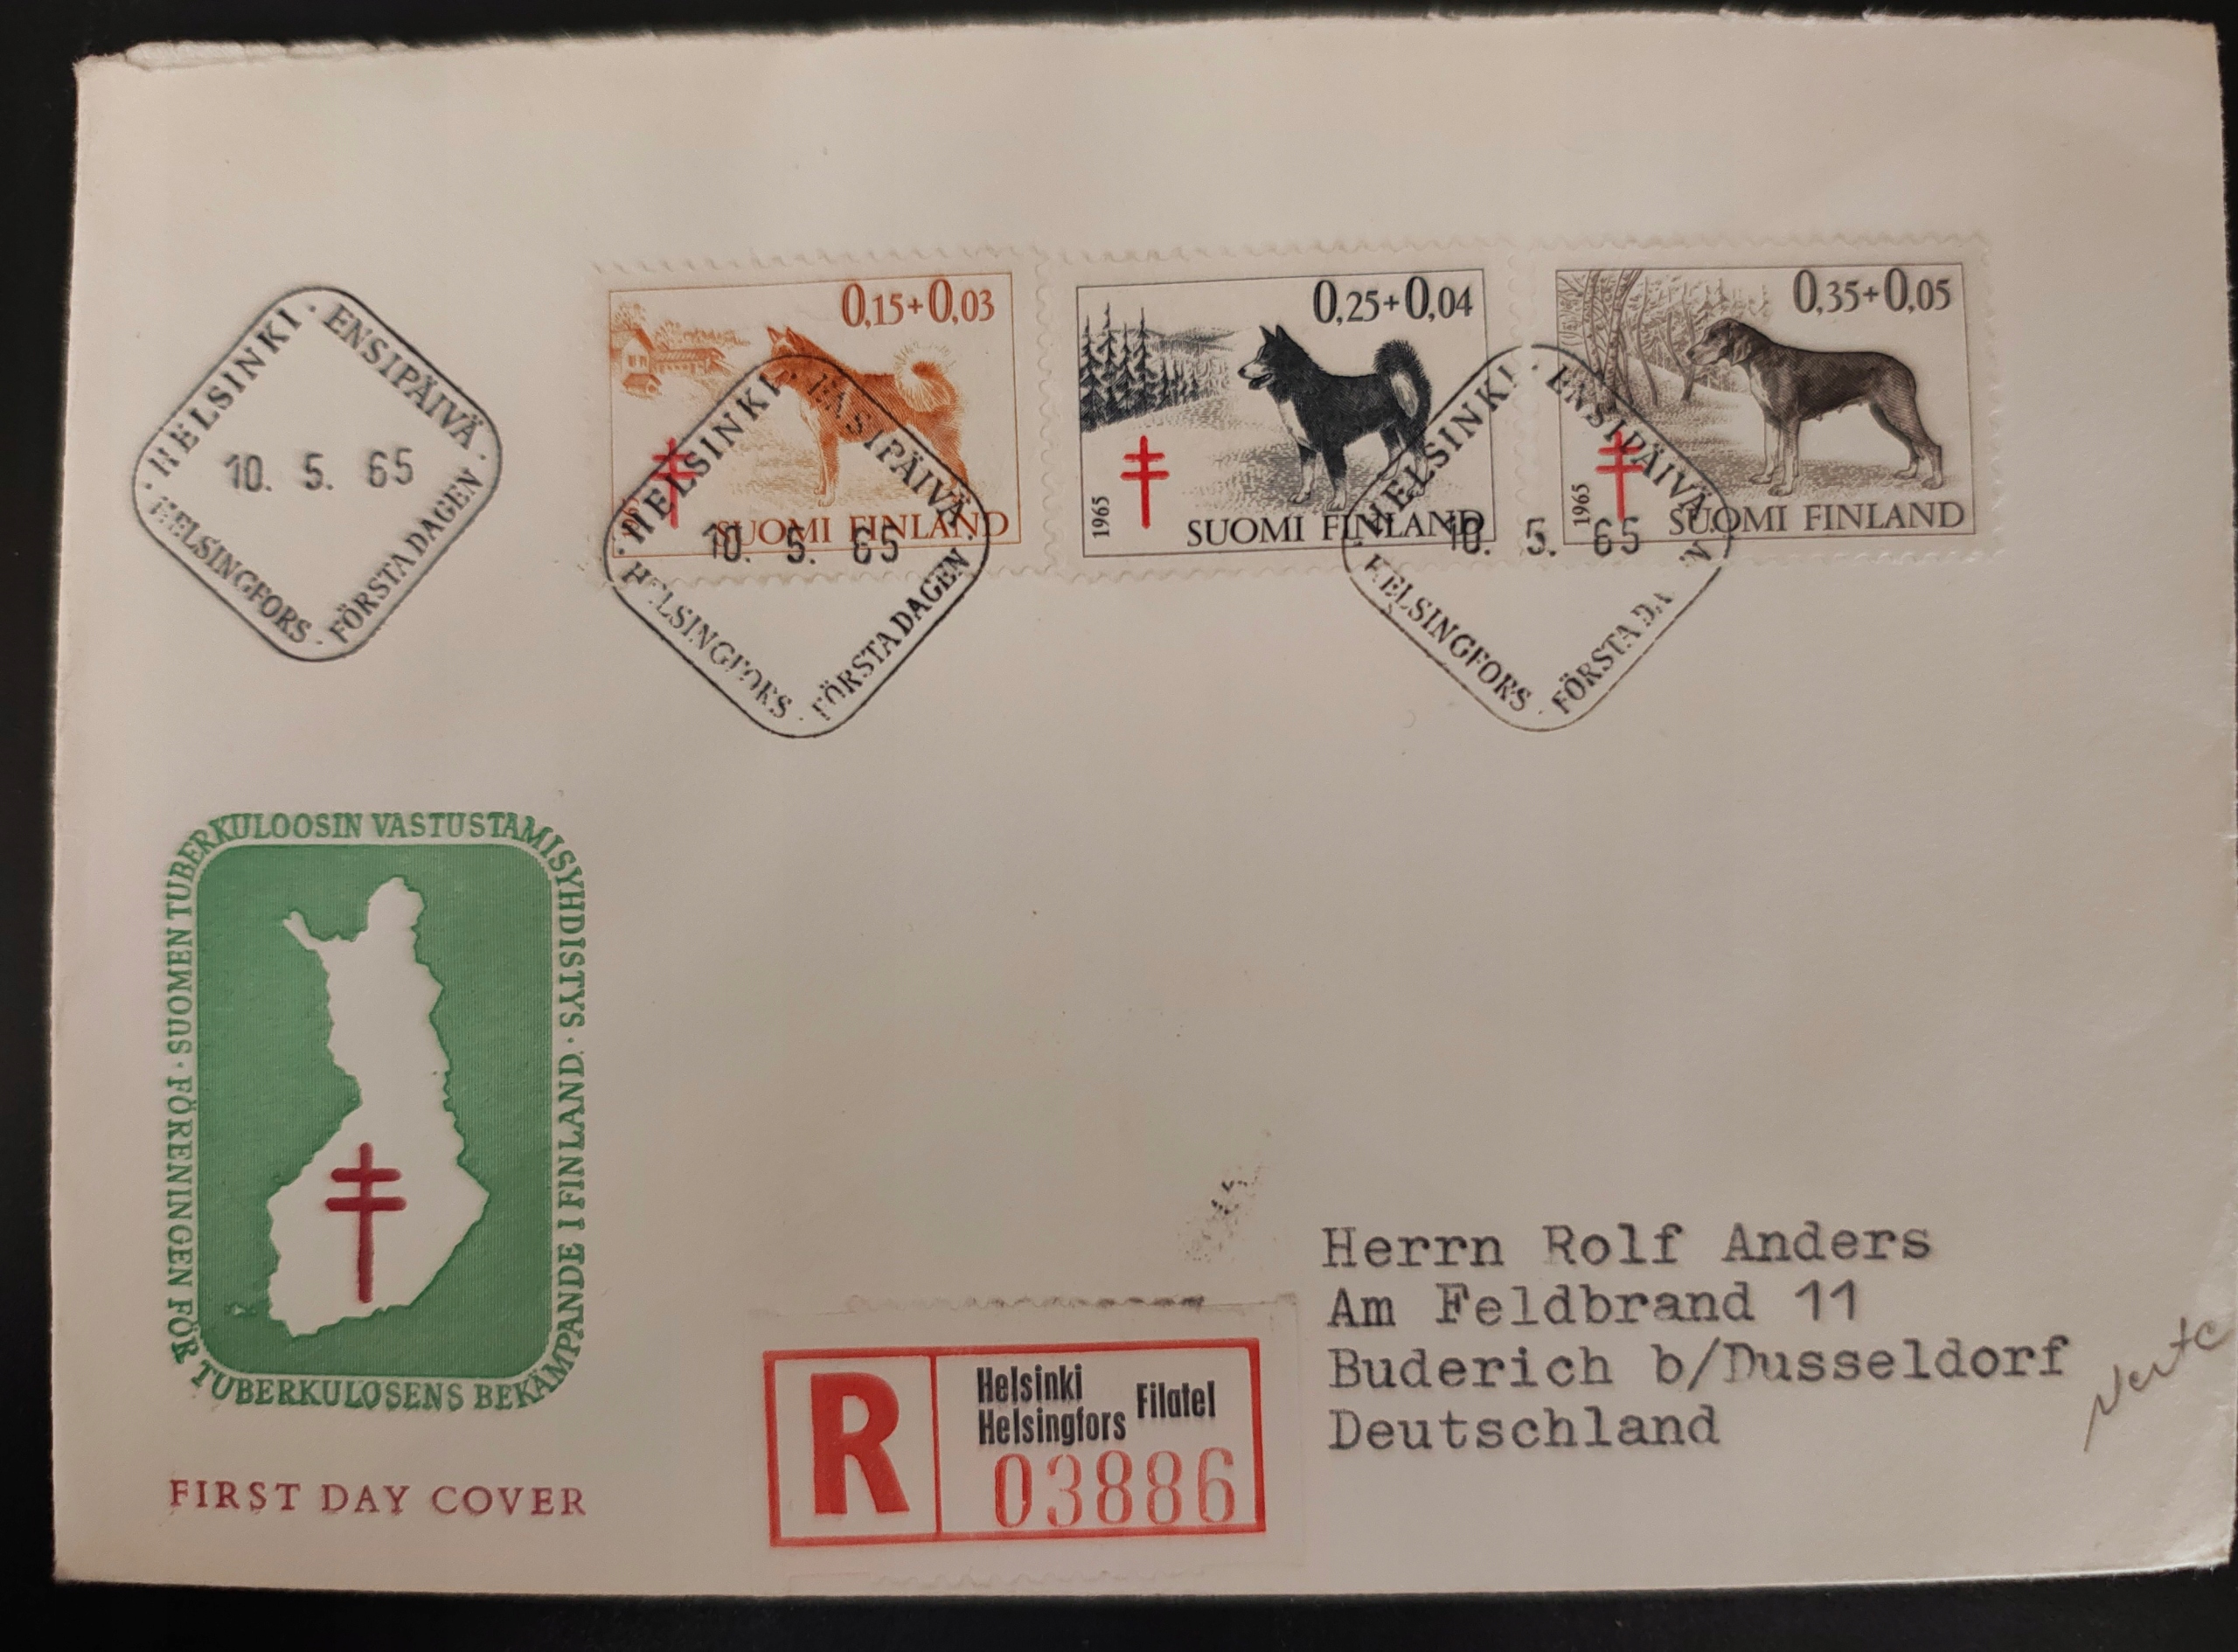 HELSINKI · ENSIPÄIVÄ ·
10. 5. 65
HELSINGFORS · FÖRSTA DAGEN
0,15+0,03
SUOMI FINLAND
HELSINKI · ENSIPÄIVÄ ·
10. 5. 65
HELSINGFORS · FÖRSTA DAGEN
0,25+0,04
1965
SUOMI FINLAND
0,35+0,05
1965
SUOMI FINLAND
HELSINKI · ENSIPÄIVÄ
10. 5. 65
HELSINGFORS · FÖRSTA
SUOMEN TUBERKULOOSIN VASTUSTAMISYHDISTYS ·
FÖRENINGEN FÖR TUBERKULOSENS BEKÄMPANDE I FINLAND ·
FIRST DAY COVER
R
Helsinki
Helsingfors Filatel
03886
Herrn Rolf Anders
Am Feldbrand 11
Buderich b/Dusseldorf
Deutschland